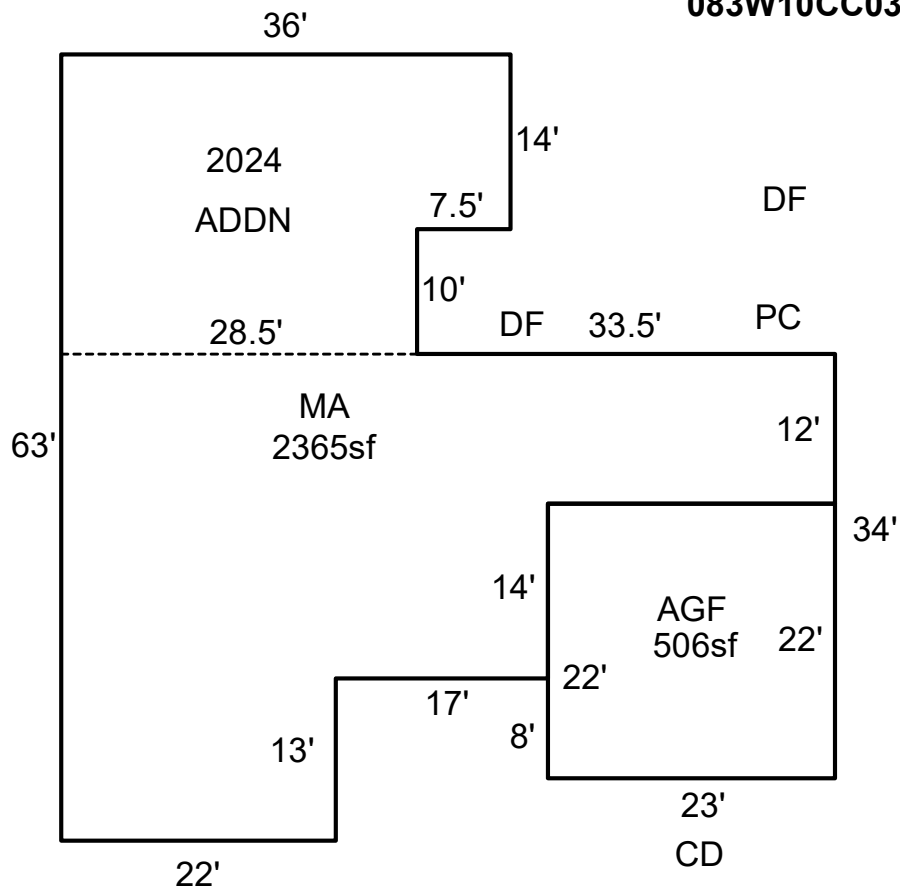 083W10CC03
36'
14'
2024
ADDN
7.5'
DF
10'
28.5'
DF
33.5'
PC
MA
2365sf
63'
12'
34'
14'
AGF
506sf
22'
22'
17'
8'
13'
23'
CD
22'